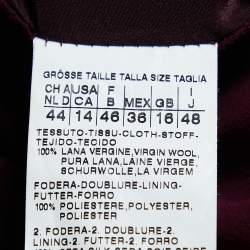 GRÖSSE TAILLE TALLA SIZE TAGLIA
CH A USA F I
NL D CA B MEX GB J
44 14 46 36 16 48
TESSUTO-TISSU-CLOTH-STOFF-
TEJIDO-TECIDO
100% LANA VERGINE, VIRGIN WOOL,
PURA LANA, LAINE VIERGE,
SCHURWOLLE, LA VIRGEM
FODERA-DOUBLURE-LINING
FUTTER-FORRO
100% POLIESTERE, POLYESTER,
POLIESTER
2. FODERA-2. DOUBLURE-2.
LINING-2. FUTTER-2. FORRO